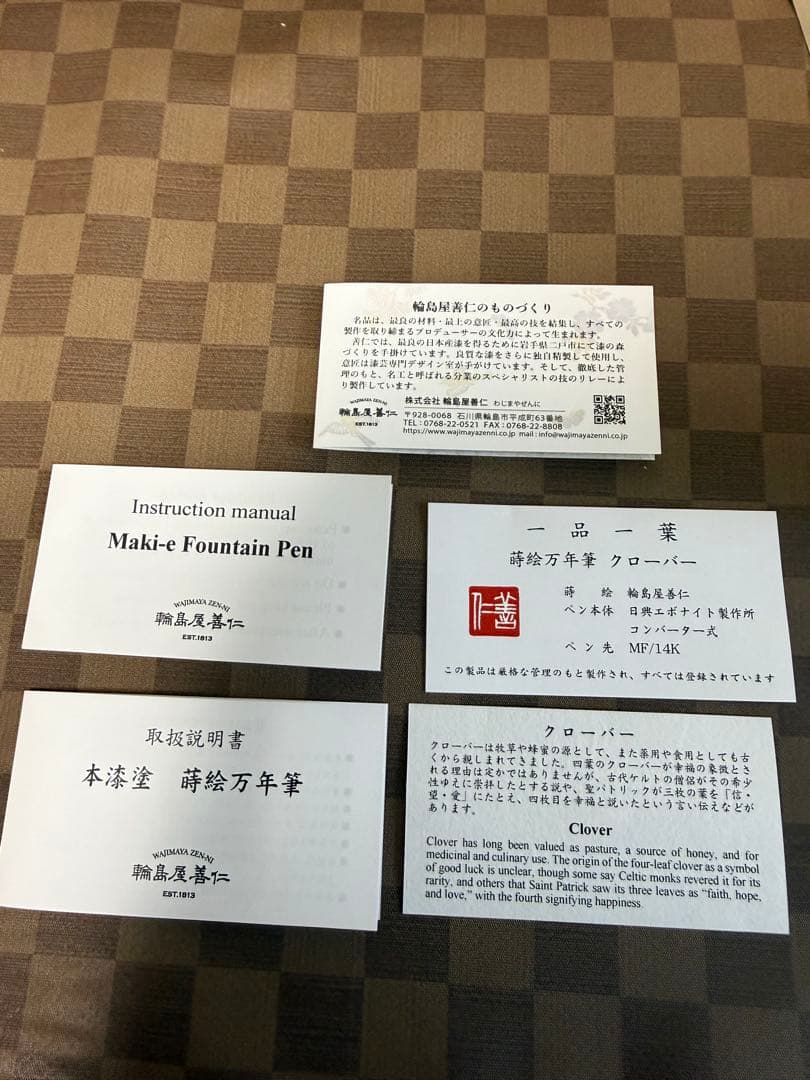 輪島屋善仁のものづくり
名品は、最良の材料・最上の意匠・最高の技を結集し、すべての
製作を取り締まるプロデューサーの文化力によって生まれます。
善仁では、最良の日本産漆を得るために岩手県二戸市にて漆の森
づくりを手掛けています。良質な漆をさらに独自精製して使用し、
意匠は漆芸専門デザイン室が手がけています。そして、徹底した管
理のもと、名工と呼ばれる分業のスペシャリストの技のリレーによ
り製作しています。
WAJIMAYA ZEN-NI
輪島屋善仁
EST.1813
株式会社 輪島屋善仁 わじまやぜんに
〒928-0068 石川県輪島市平成町63番地
TEL:0768-22-0521 FAX:0768-22-8808
https://www.wajimayazenni.co.jp mail:info@wajimayazenni.co.jp
Instruction manual
Maki-e Fountain Pen
WAJIMAYA ZEN-NI
輪島屋善仁
EST.1813
一品一葉
蒔絵万年筆 クローバー
善仁
蒔絵 輪島屋善仁
ペン本体 日興エボナイト製作所
コンバーター式
ペン先 MF/14K
この製品は厳格な管理のもと製作され、すべては登録されています
取扱説明書
本漆塗 蒔絵万年筆
WAJIMAYA ZEN-NI
輪島屋善仁
EST.1813
クローバー
クローバーは牧草や蜂蜜の源として、また薬用や食用としても古
くから親しまれてきました。四葉のクローバーが幸福の象徴とさ
れる理由は定かではありませんが、古代ケルトの僧侶がその希少
性ゆえに崇拝したとする説や、聖パトリックが三枚の葉を「信・
望・愛」にたとえ、四枚目を幸福と説いたという言い伝えなどが
あります。
Clover
Clover has long been valued as pasture, a source of honey, and for
medicinal and culinary use. The origin of the four-leaf clover as a symbol
of good luck is unclear, though some say Celtic monks revered it for its
rarity, and others that Saint Patrick saw its three leaves as “faith, hope,
and love,” with the fourth signifying happiness.